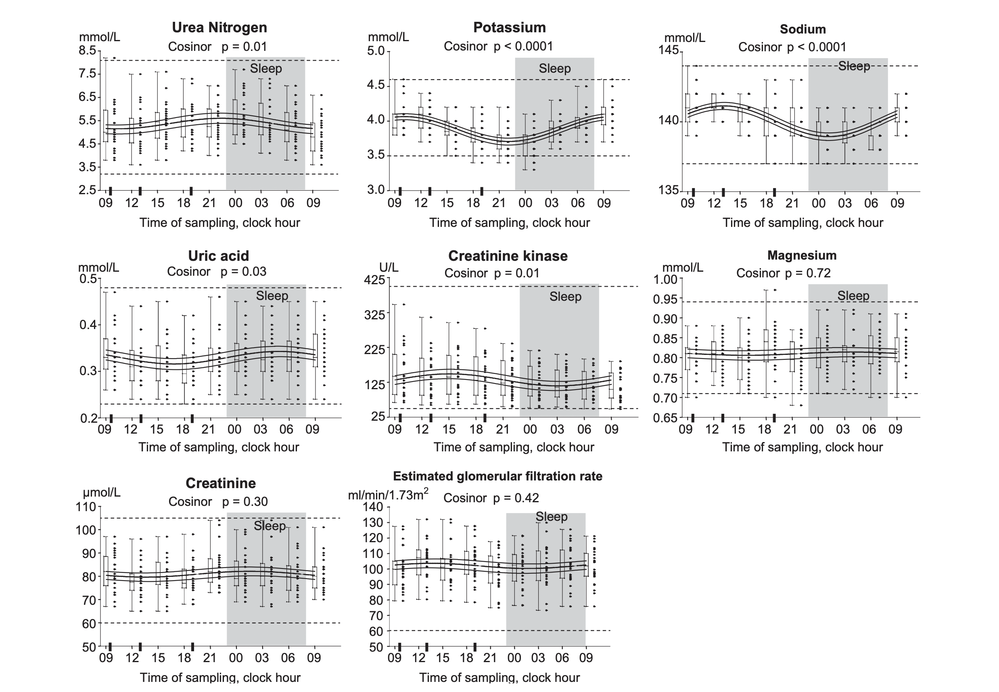 Urea Nitrogen
mmol/L
Cosinor p = 0.01
Sleep
8.5
7.5
6.5
5.5
4.5
3.5
2.5
09 12 15 18 21 00 03 06 09
Time of sampling, clock hour
Potassium
mmol/L
Cosinor p < 0.0001
Sleep
5.0
4.5
4.0
3.5
3.0
09 12 15 18 21 00 03 06 09
Time of sampling, clock hour
Sodium
mmol/L
Cosinor p < 0.0001
Sleep
145
140
135
09 12 15 18 21 00 03 06 09
Time of sampling, clock hour
Uric acid
mmol/L
Cosinor p = 0.03
Sleep
0.5
0.4
0.3
0.2
09 12 15 18 21 00 03 06 09
Time of sampling, clock hour
Creatinine kinase
U/L
Cosinor p = 0.01
Sleep
425
325
225
125
25
09 12 15 18 21 00 03 06 09
Time of sampling, clock hour
Magnesium
mmol/L
Cosinor p = 0.72
Sleep
1.00
0.95
0.90
0.85
0.80
0.75
0.70
0.65
09 12 15 18 21 00 03 06 09
Time of sampling, clock hour
Creatinine
µmol/L
Cosinor p = 0.30
Sleep
110
100
90
80
70
60
50
09 12 15 18 21 00 03 06 09
Time of sampling, clock hour
Estimated glomerular filtration rate
ml/min/1.73m²
Cosinor p = 0.42
Sleep
140
130
120
110
100
90
80
70
60
50
09 12 15 18 21 00 03 06 09
Time of sampling, clock hour